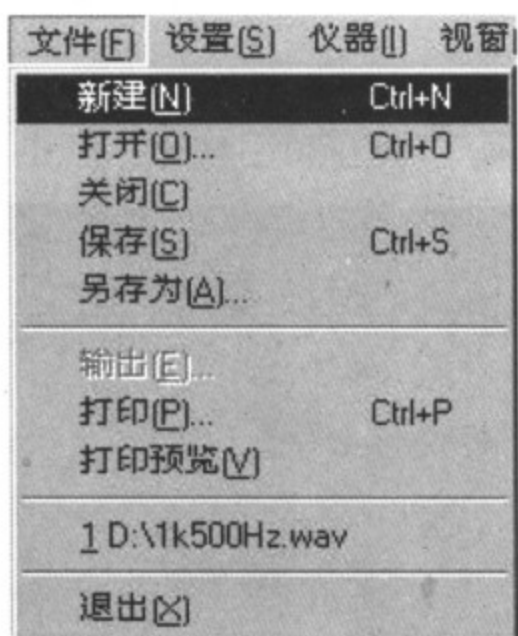 文件(F) 设置(S) 仪器(I) 视窗
新建(N) Ctrl+N
打开(O)... Ctrl+O
关闭(C)
保存(S) Ctrl+S
另存为(A)...
输出(E)...
打印(P)... Ctrl+P
打印预览(V)
1 D:\1k500Hz.wav
退出(X)